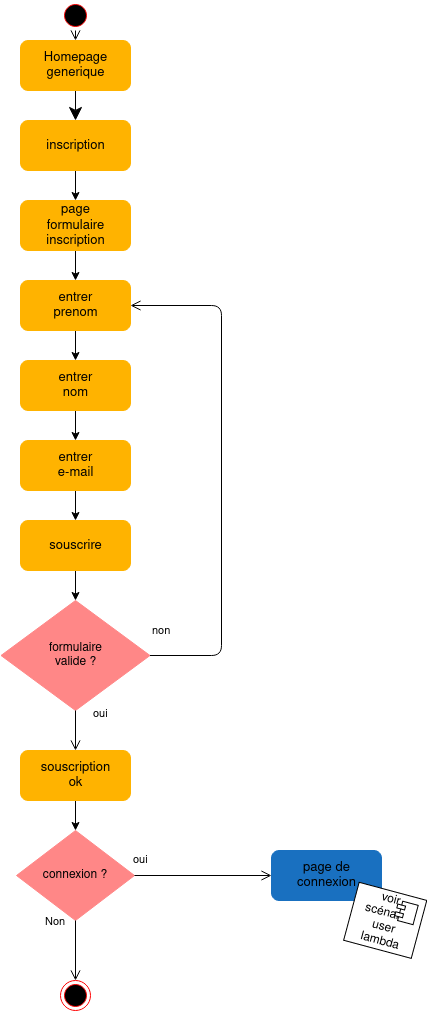 Homepage
generique
inscription
page
formulaire
inscription
entrer
prenom
entrer
nom
entrer
e-mail
souscrire
formulaire
valide ?
non
oui
souscription
ok
connexion ?
oui
Non
page de
connexion
voir
scéna
user
lambda